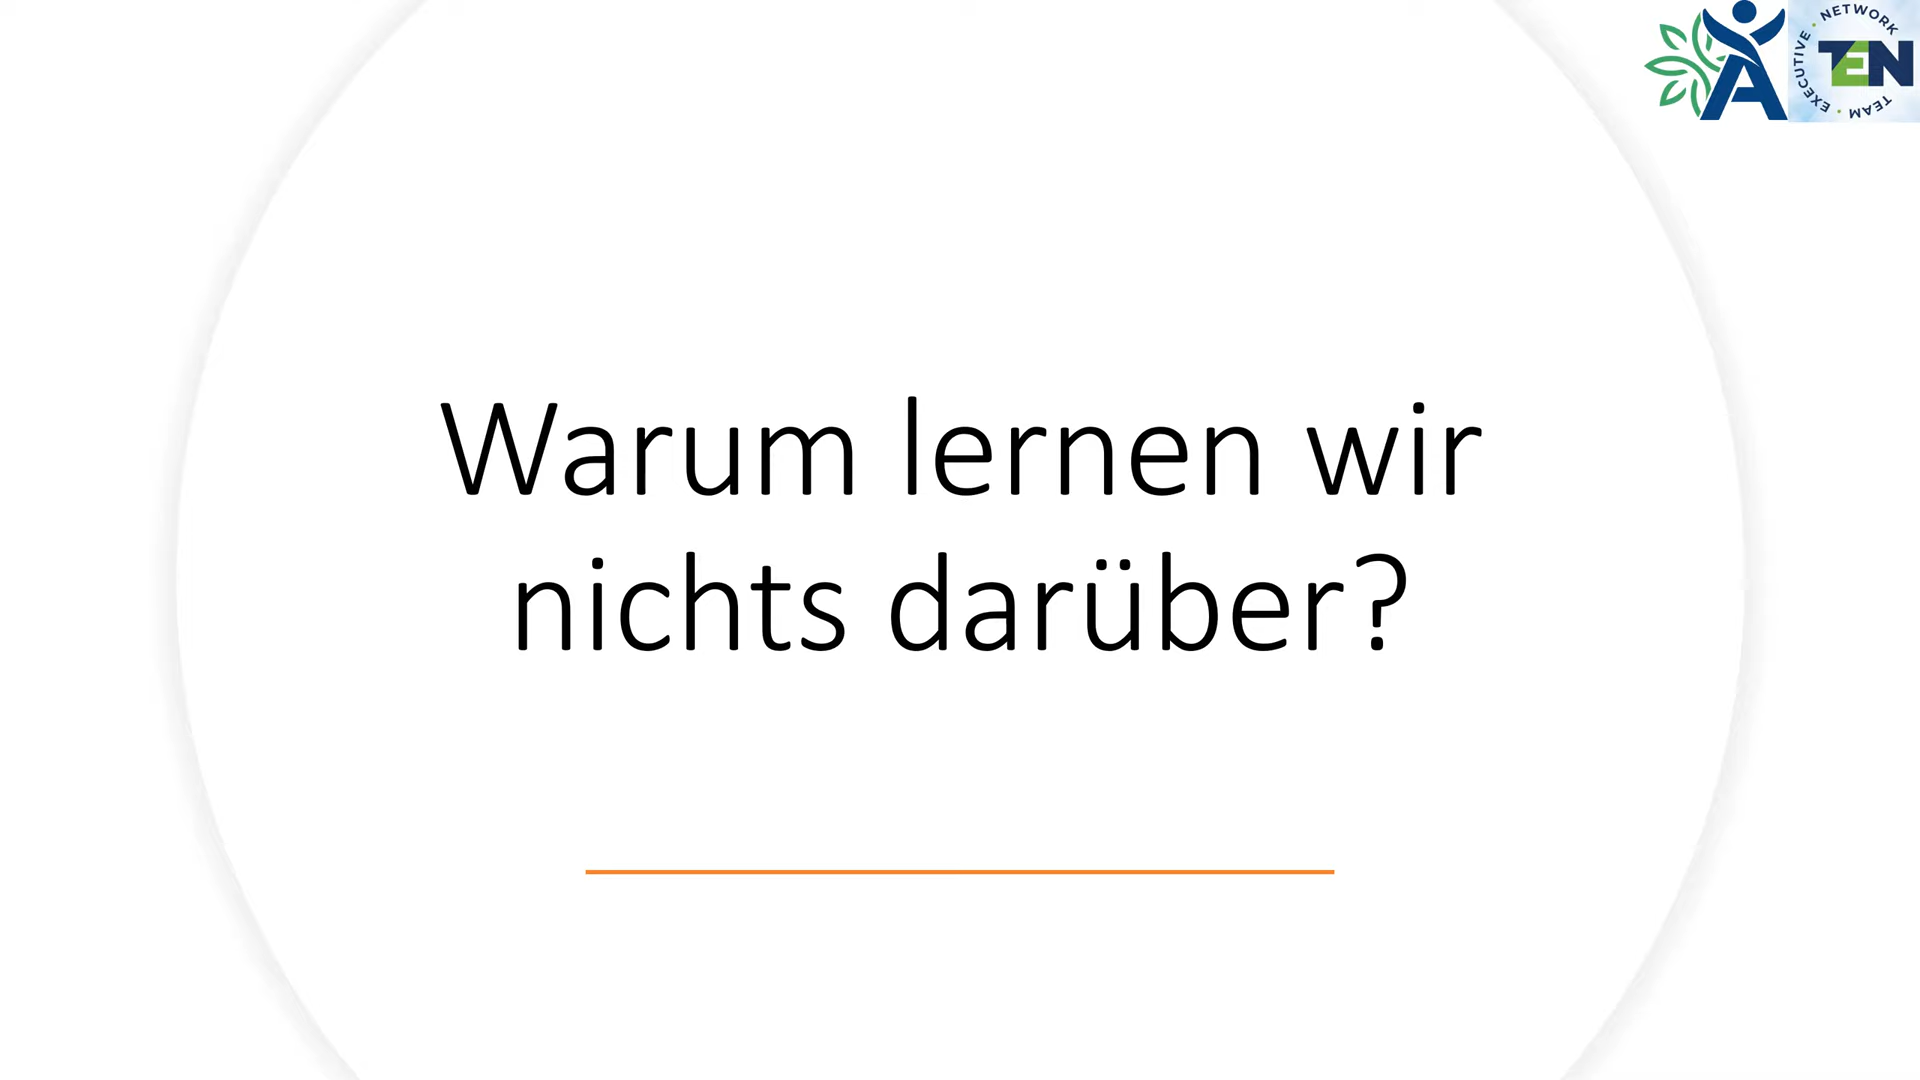 NETWORK
EXECUTIVE
TEN
TEAM
Warum lernen wir
nichts darüber?